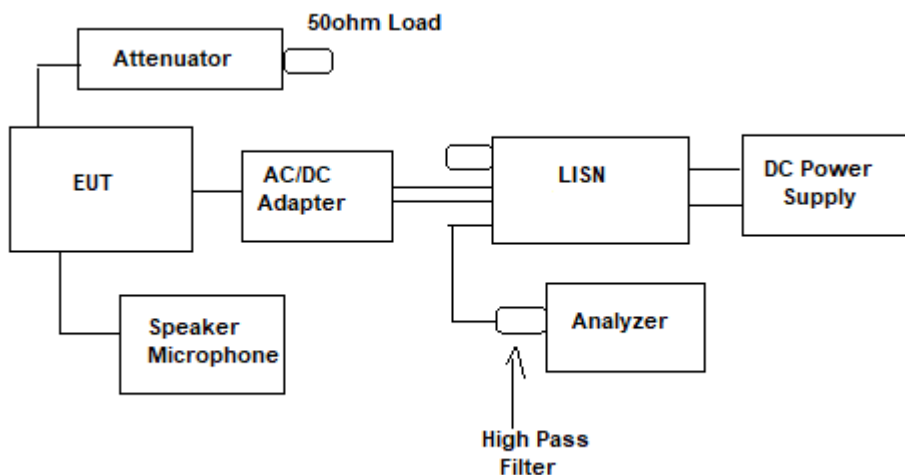 50ohm Load
Attenuator
EUT
AC/DC
Adapter
LISN
DC Power
Supply
Speaker
Microphone
Analyzer
High Pass
Filter